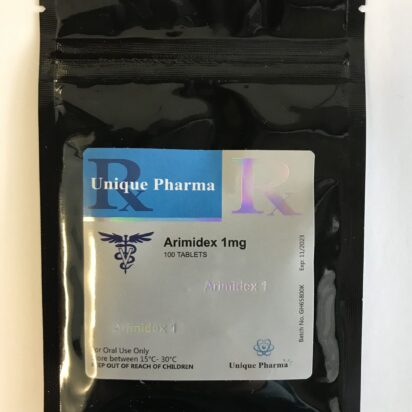 Rx
Unique Pharma
Rx
Arimidex 1mg
100 TABLETS
Arimidex 1
Arimidex 1
For Oral Use Only
Store between 15°C- 30°C
KEEP OUT OF REACH OF CHILDREN
Unique Pharma
Batch No. GH65800K
Exp: 11/2023